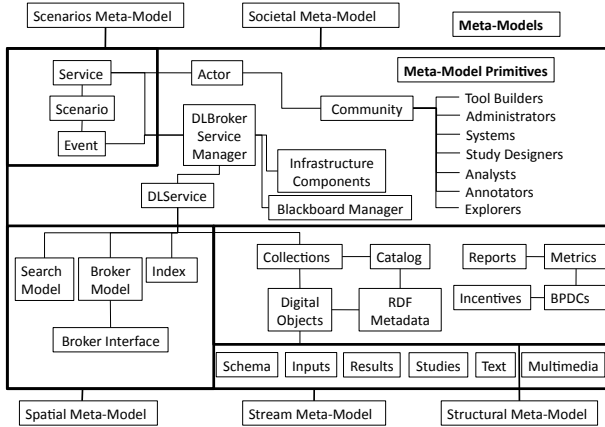 Scenarios Meta-Model
Societal Meta-Model
Meta-Models
Service
Actor
Meta-Model Primitives
Scenario
Event
DLBroker
Service
Manager
Community
Tool Builders
Administrators
Systems
Study Designers
Analysts
Annotators
Explorers
Infrastructure
Components
DLService
Blackboard Manager
Search
Model
Broker
Model
Index
Collections
Catalog
Reports
Metrics
Digital
Objects
RDF
Metadata
Incentives
BPDCs
Broker Interface
Schema
Inputs
Results
Studies
Text
Multimedia
Spatial Meta-Model
Stream Meta-Model
Structural Meta-Model